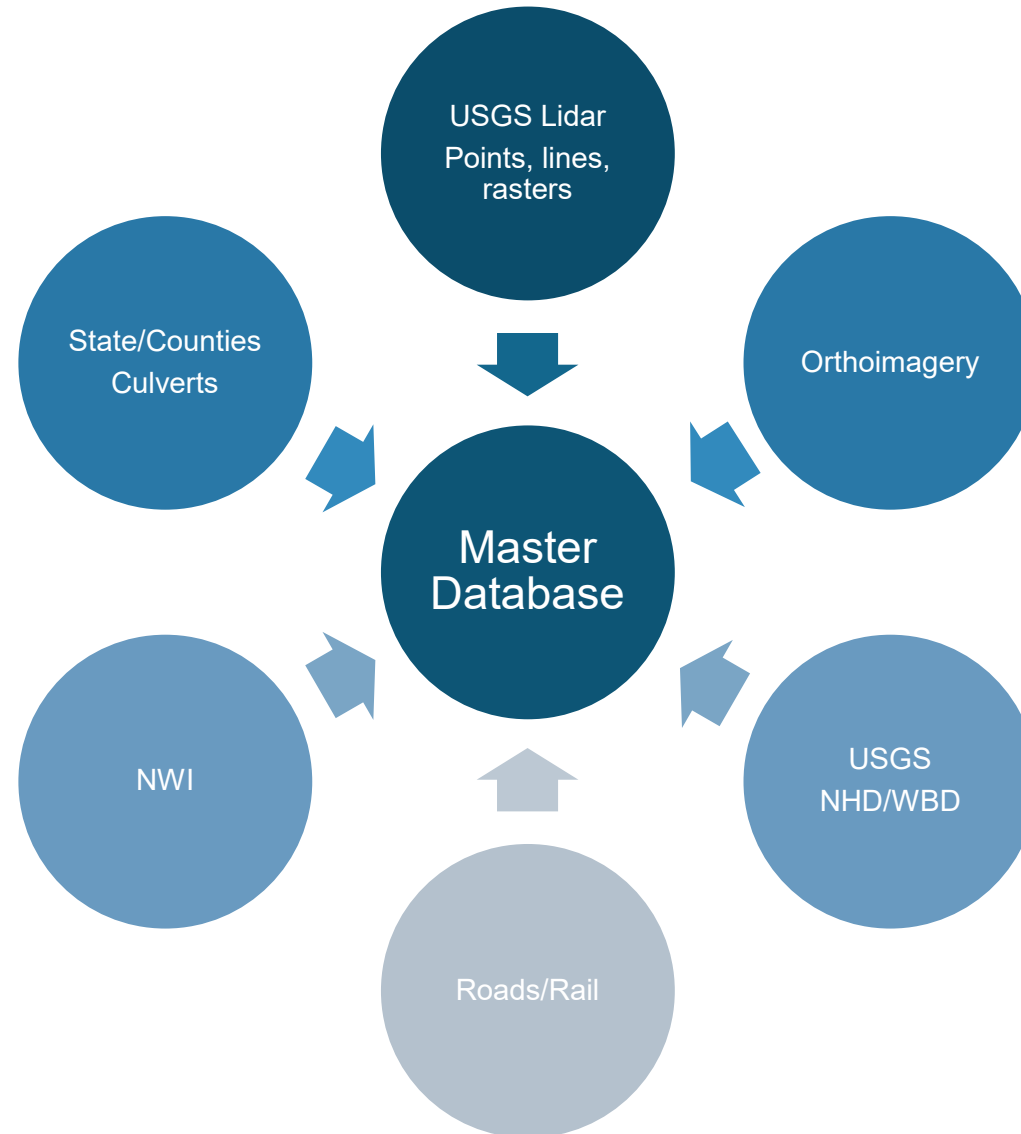 USGS Lidar
Points, lines,
rasters
State/Counties
Culverts
Orthoimagery
Master
Database
NWI
USGS
NHD/WBD
Roads/Rail